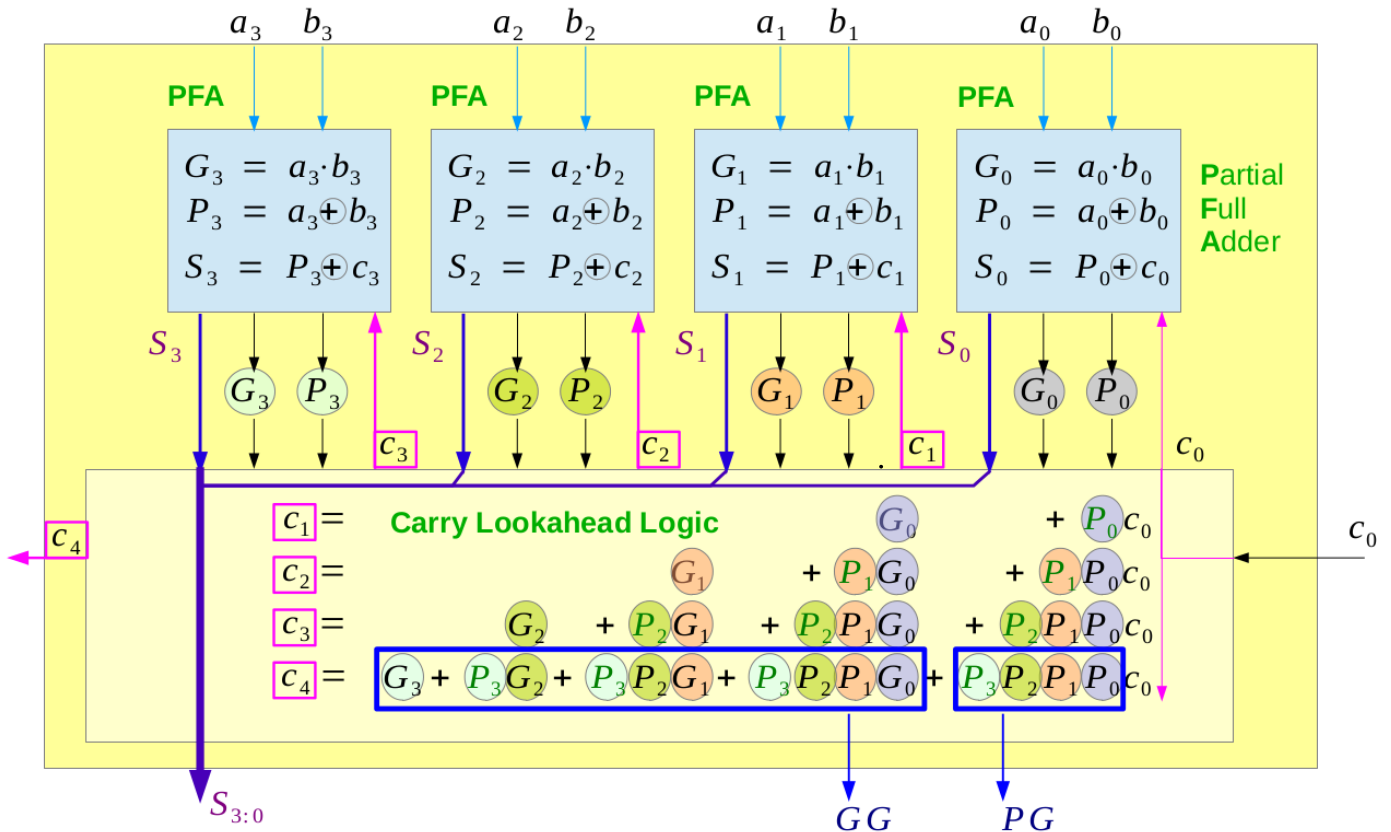 a₃ b₃ a₂ b₂ a₁ b₁ a₀ b₀
PFA PFA PFA PFA
G₃ = a₃·b₃ G₂ = a₂·b₂ G₁ = a₁·b₁ G₀ = a₀·b₀
P₃ = a₃⊕b₃ P₂ = a₂⊕b₂ P₁ = a₁⊕b₁ P₀ = a₀⊕b₀
S₃ = P₃⊕c₃ S₂ = P₂⊕c₂ S₁ = P₁⊕c₁ S₀ = P₀⊕c₀
Partial
Full
Adder
S₃ S₂ S₁ S₀
G₃ P₃ G₂ P₂ G₁ P₁ G₀ P₀
c₃ c₂ c₁ c₀
Carry Lookahead Logic
c₁ = G₀ + P₀c₀
c₂ = G₁ + P₁G₀ + P₁P₀c₀
c₃ = G₂ + P₂G₁ + P₂P₁G₀ + P₂P₁P₀c₀
c₄ = G₃ + P₃G₂ + P₃P₂G₁ + P₃P₂P₁G₀ + P₃P₂P₁P₀c₀
c₄
c₀
S₃:₀
GG PG